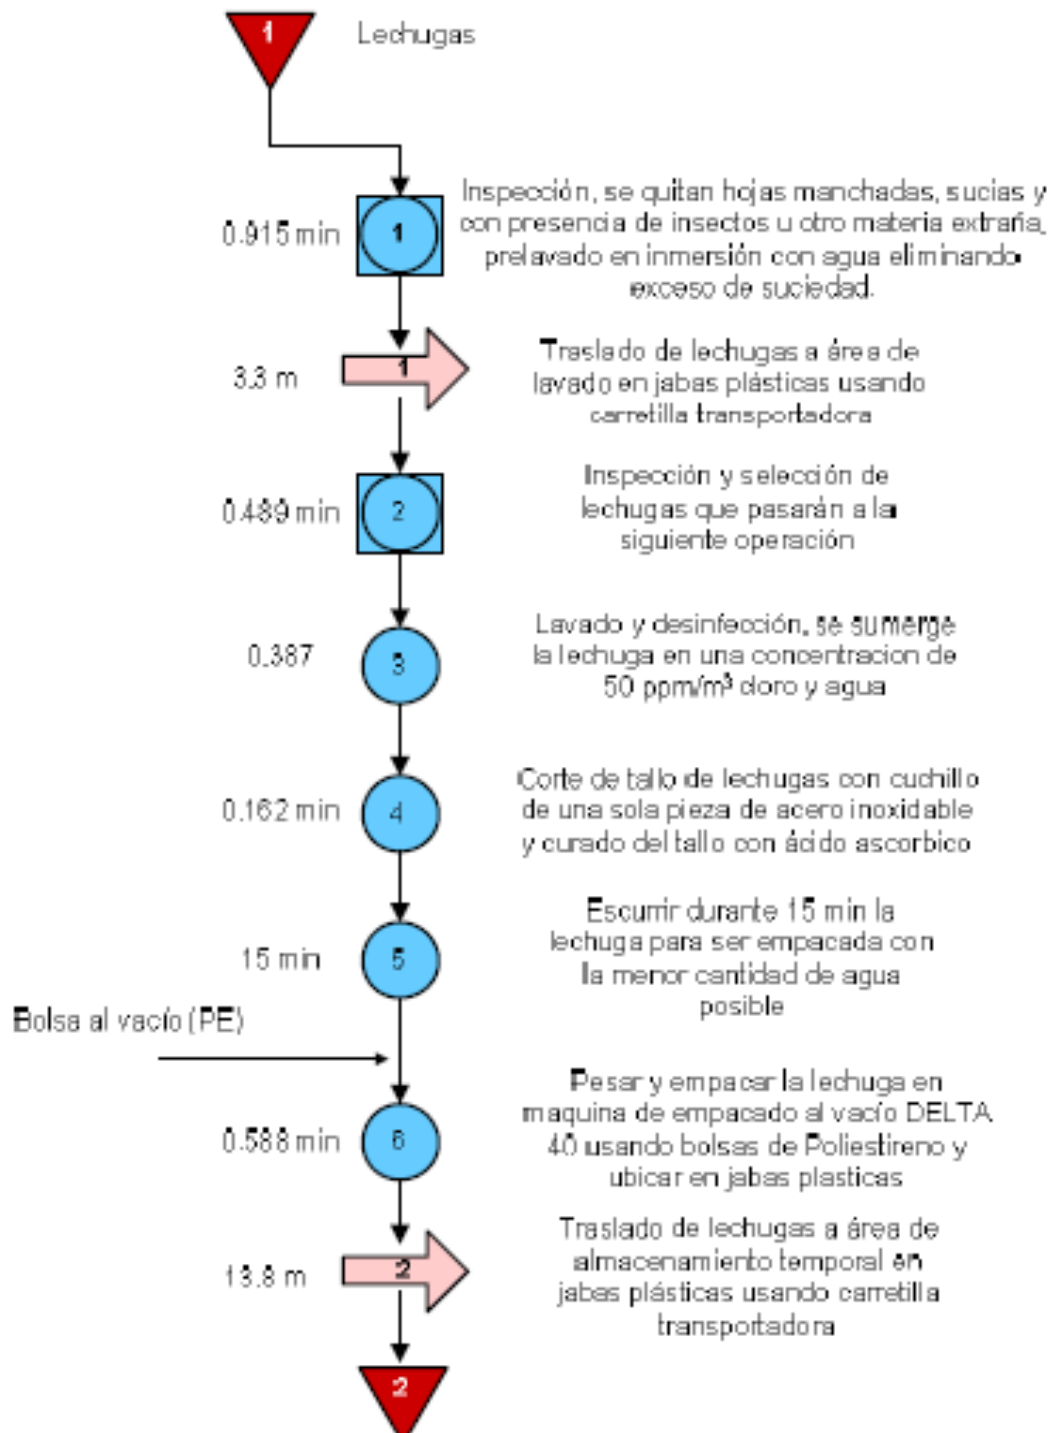 1
Lechugas
0.915 min
1
Inspección, se quitan hojas manchadas, sucias y
con presencia de insectos u otro materia extraña,
prelavado en inmersión con agua eliminando
exceso de suciedad.
3.3 m
1
Traslado de lechugas a área de
lavado en jabas plásticas usando
carretilla transportadora
0.489 min
2
Inspección y selección de
lechugas que pasarán a la
siguiente operación
0.387
3
Lavado y desinfección, se sumerge
la lechuga en una concentracion de
50 ppm/m³ cloro y agua
0.162 min
4
Corte de tallo de lechugas con cuchillo
de una sola pieza de acero inoxidable
y curado del tallo con ácido ascorbico
15 min
5
Escurrir durante 15 min la
lechuga para ser empacada con
la menor cantidad de agua
posible
Bolsa al vacío (PE)
0.588 min
6
Pesar y empacar la lechuga en
maquina de empacado al vacío DELTA
40 usando bolsas de Poliestireno y
ubicar en jabas plasticas
13.8 m
2
Traslado de lechugas a área de
almacenamiento temporal en
jabas plásticas usando carretilla
transportadora
2